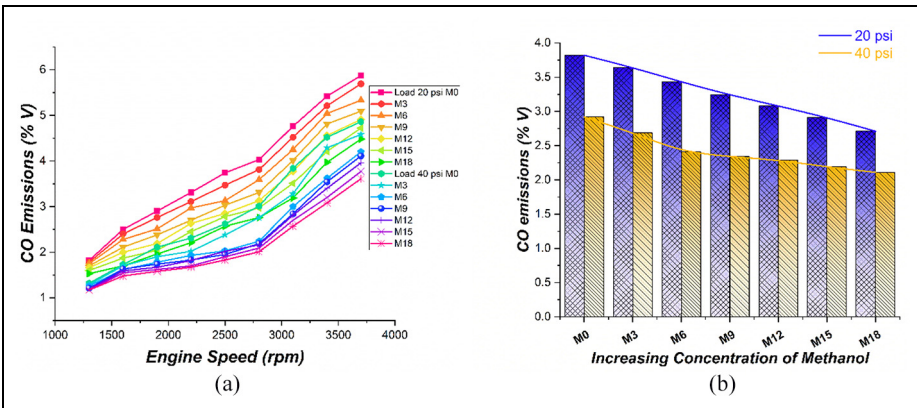 CO Emissions (% V)
6
5
4
3
2
1
1000 1500 2000 2500 3000 3500 4000
Engine Speed (rpm)
Load 20 psi M0
M3
M6
M9
M12
M15
M18
Load 40 psi M0
M3
M6
M9
M12
M15
M18
(a)
20 psi
40 psi
CO emissions (% V)
4.0
3.5
3.0
2.5
2.0
1.5
1.0
0.5
0.0
M0 M3 M6 M9 M12 M15 M18
Increasing Concentration of Methanol
(b)